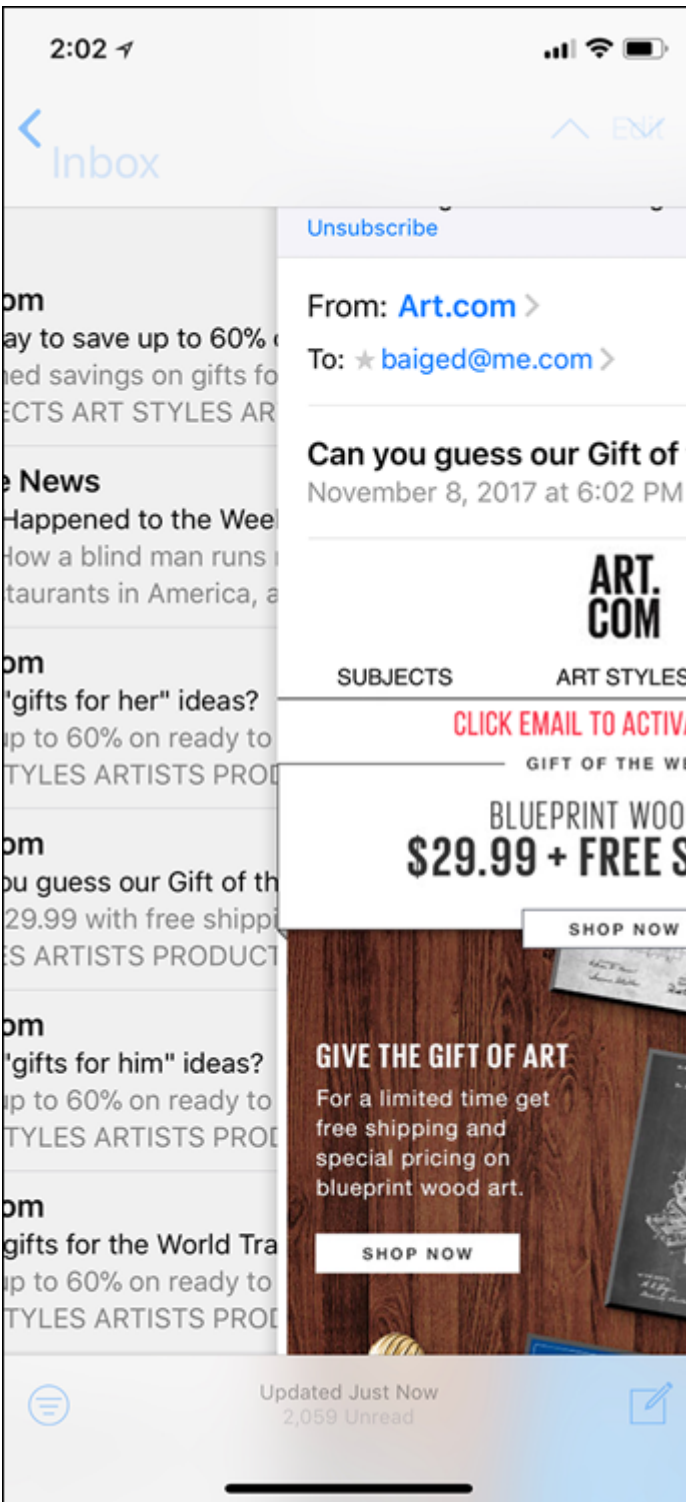 2:02
Inbox
Edit
om
ay to save up to 60%
ned savings on gifts fo
ECTS ART STYLES AR
e News
Happened to the Wee
How a blind man runs
taurants in America, a
om
"gifts for her" ideas?
up to 60% on ready to
TYLES ARTISTS PROD
om
ou guess our Gift of th
29.99 with free shippi
ES ARTISTS PRODUCT
om
"gifts for him" ideas?
up to 60% on ready to
TYLES ARTISTS PROD
om
gifts for the World Tra
up to 60% on ready to
TYLES ARTISTS PROD
Unsubscribe
From: Art.com
To: baiged@me.com
Can you guess our Gift of
November 8, 2017 at 6:02 PM
ART.
COM
SUBJECTS ART STYLES
CLICK EMAIL TO ACTIVA
GIFT OF THE WE
BLUEPRINT WOO
$29.99 + FREE S
SHOP NOW
GIVE THE GIFT OF ART
For a limited time get
free shipping and
special pricing on
blueprint wood art.
SHOP NOW
Updated Just Now
2,059 Unread